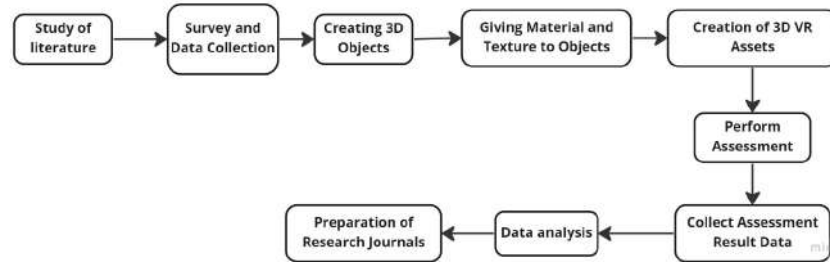 Study of
literature
Survey and
Data Collection
Creating 3D
Objects
Giving Material and
Texture to Objects
Creation of 3D VR
Assets
Perform
Assessment
Collect Assessment
Result Data
Data analysis
Preparation of
Research Journals